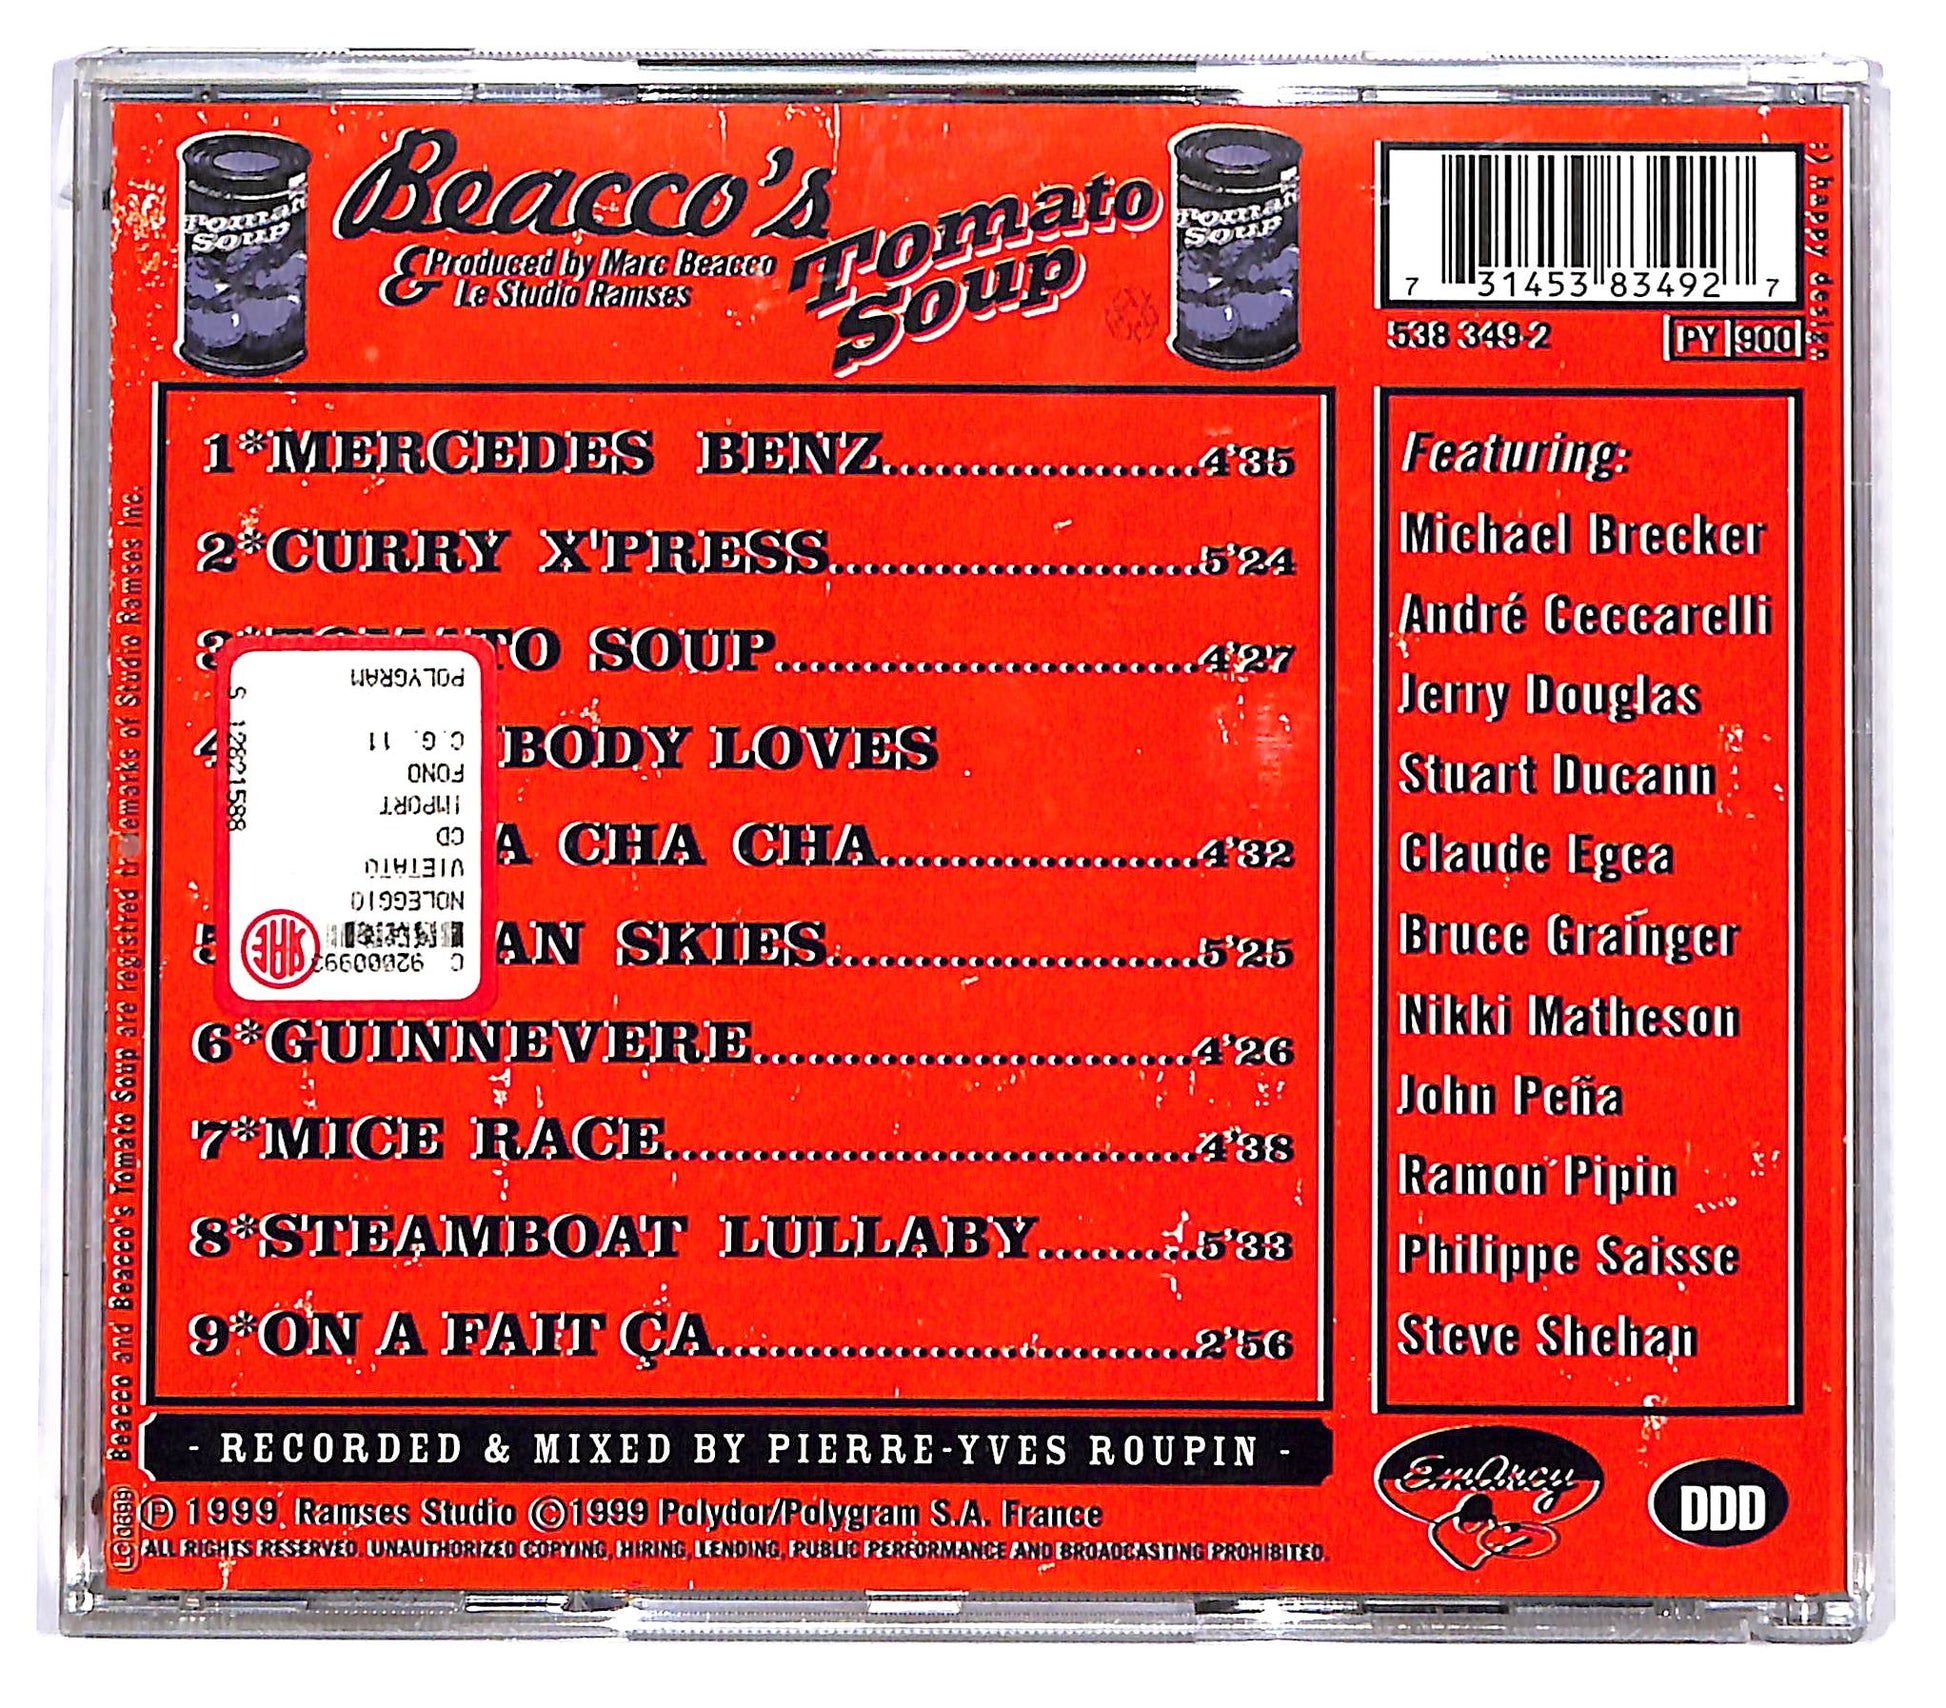 Beacco's
Tomato
Soup
Produced by Marc Beacco
& Le Studio Ramses
Tomato
Soup
Tomato
Soup
7 31453 83492 7
538 349-2
PY 900
:) happy design
1*MERCEDES BENZ 4'35
2*CURRY X'PRESS 5'24
SOUP 4'27
BODY LOVES
CHA CHA 4'32
SKIES 5'25
6*GUINNEVERE 4'26
7*MICE RACE 4'38
8*STEAMBOAT LULLABY 5'33
9*ON A FAIT ÇA 2'56
POLYGRAM
C.G. 11
FONO
IMPORT
CD
VIETATO
NOLEGGIO
S 12821588
C 92000993
SIAE
Featuring:
Michael Brecker
André Ceccarelli
Jerry Douglas
Stuart Ducann
Claude Egea
Bruce Grainger
Nikki Matheson
John Peña
Ramon Pipin
Philippe Saisse
Steve Shehan
- RECORDED & MIXED BY PIERRE-YVES ROUPIN -
℗ 1999 Ramses Studio ©1999 Polydor/Polygram S.A. France
ALL RIGHTS RESERVED. UNAUTHORIZED COPYING, HIRING, LENDING, PUBLIC PERFORMANCE AND BROADCASTING PROHIBITED.
EmArcy
DDD
Beacco and Beacco's Tomato Soup are registred trademarks of Studio Ramses Inc.